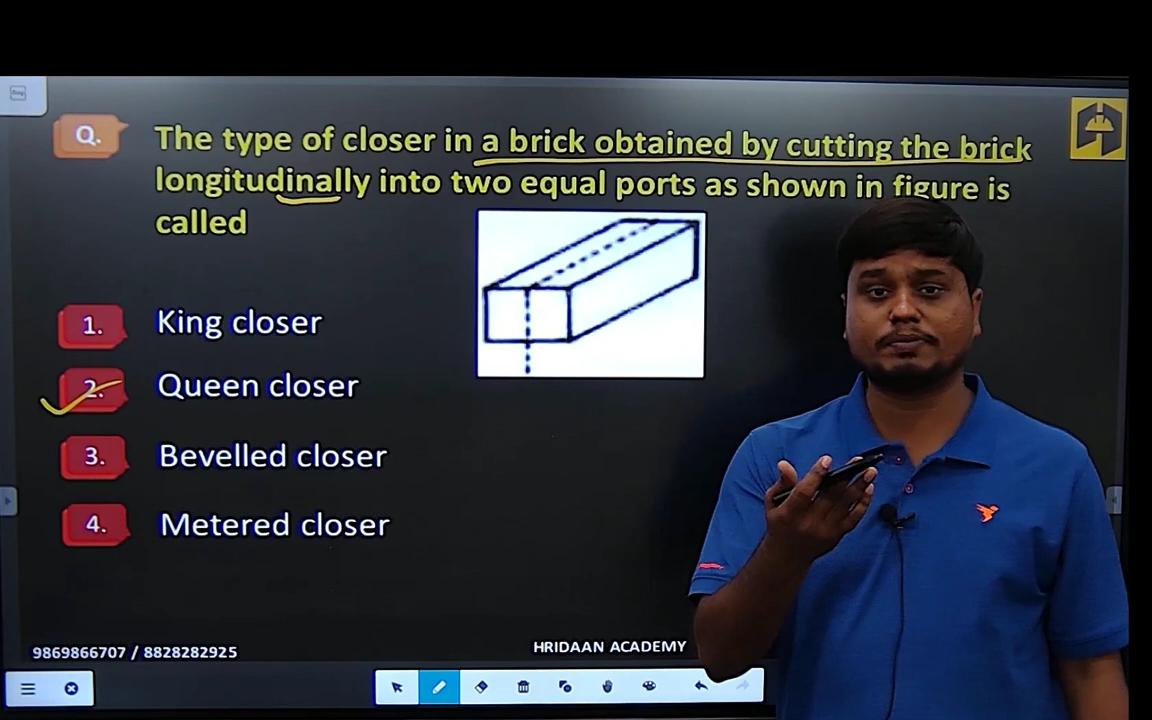 Q.
The type of closer in a brick obtained by cutting the brick
longitudinally into two equal ports as shown in figure is
called
1. King closer
2. Queen closer
3. Bevelled closer
4. Metered closer
9869866707 / 8828282925
HRIDAAN ACADEMY